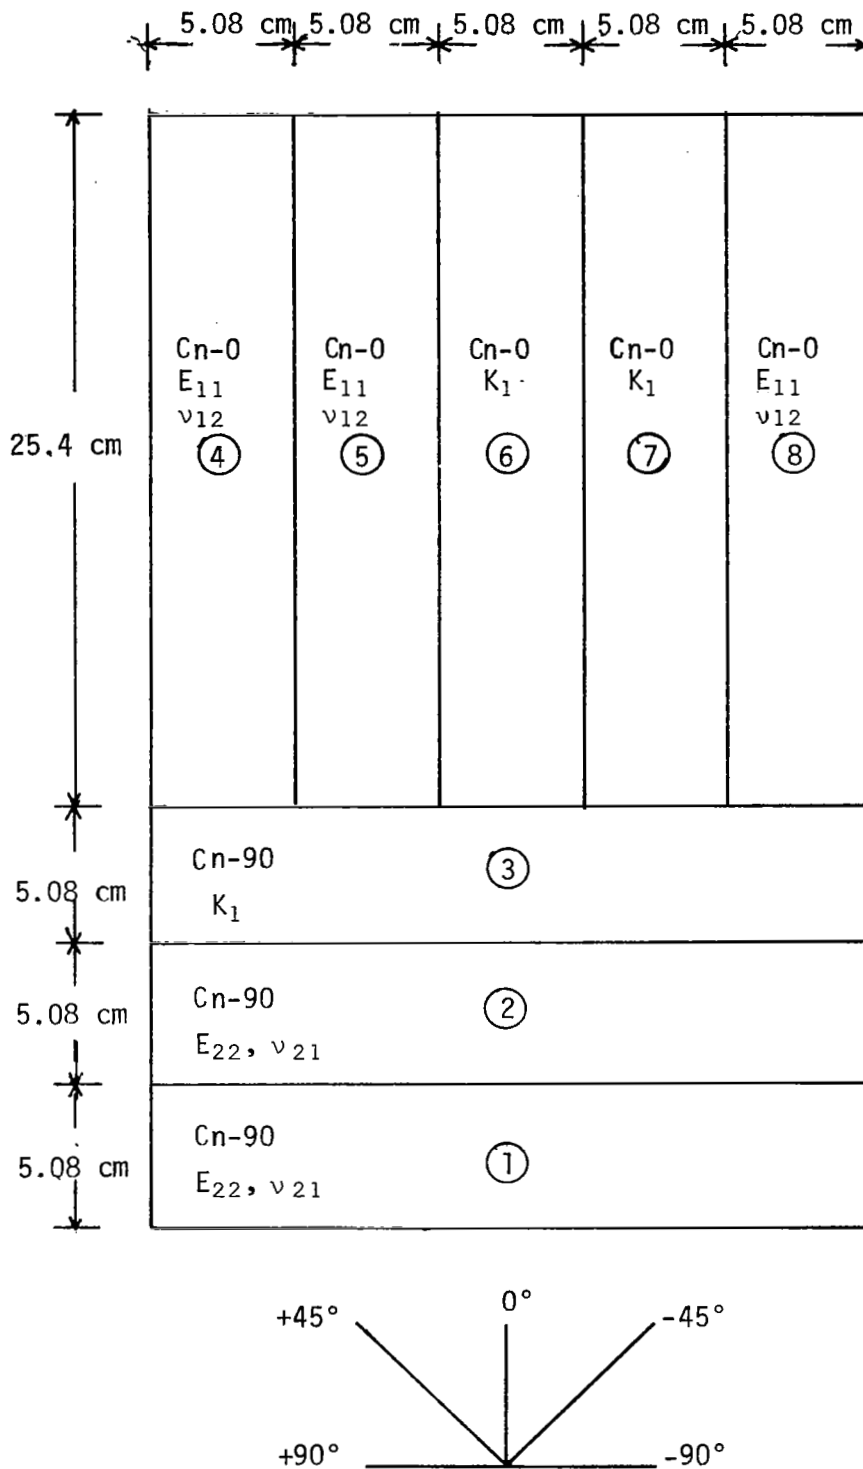 5.08 cm 5.08 cm 5.08 cm 5.08 cm 5.08 cm
25.4 cm
Cn-0
E11
ν12
4
Cn-0
E11
ν12
5
Cn-0
K1
6
Cn-0
K1
7
Cn-0
E11
ν12
8
5.08 cm
Cn-90
K1
3
5.08 cm
Cn-90
E22, ν21
2
5.08 cm
Cn-90
E22, ν21
1
+45° 0° -45°
+90° -90°